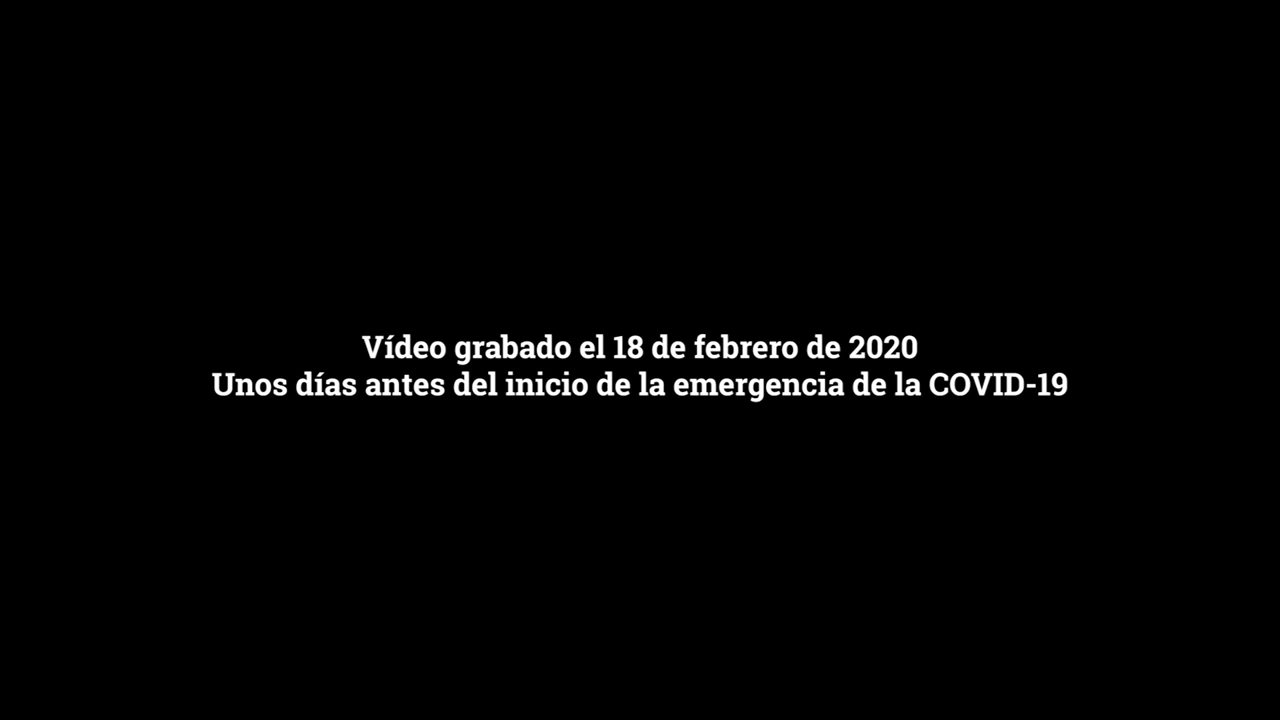 Vídeo grabado el 18 de febrero de 2020
Unos días antes del inicio de la emergencia de la COVID-19